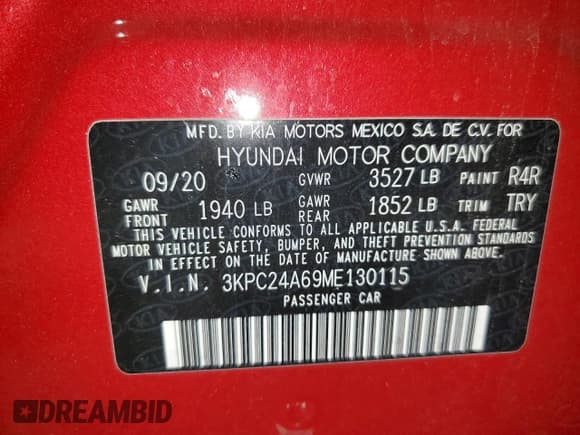 MFD. BY KIA MOTORS MEXICO S.A. DE C.V. FOR
HYUNDAI MOTOR COMPANY
09/20 GVWR 3527 LB PAINT R4R
GAWR FRONT 1940 LB GAWR REAR 1852 LB TRIM TRY
THIS VEHICLE CONFORMS TO ALL APPLICABLE U.S.A. FEDERAL
MOTOR VEHICLE SAFETY, BUMPER, AND THEFT PREVENTION STANDARDS
IN EFFECT ON THE DATE OF MANUFACTURE SHOWN ABOVE.
V.I.N. 3KPC24A69ME130115
PASSENGER CAR
DREAMBID